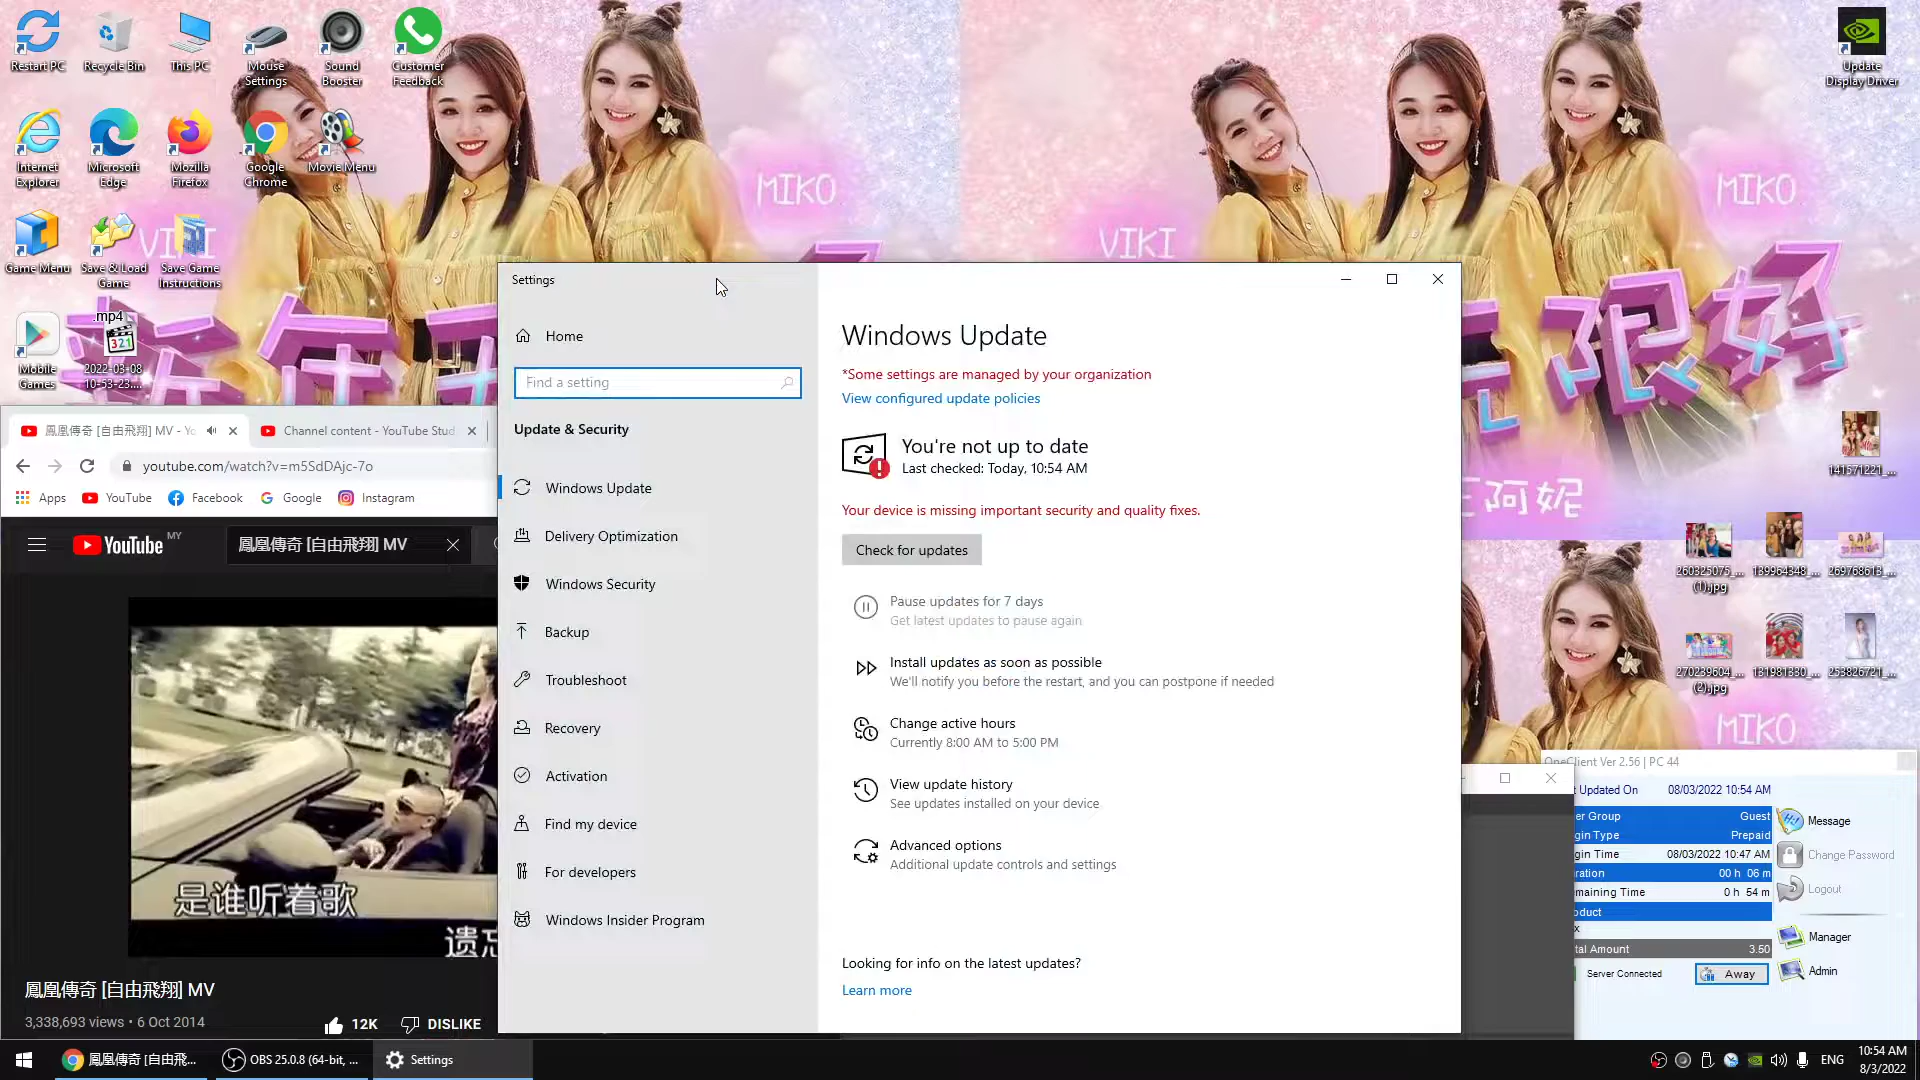 Restart PC
Recycle Bin
This PC
Mouse Settings
Sound Booster
Customer Feedback
Update Display Driver
Internet Explorer
Microsoft Edge
Mozilla Firefox
Google Chrome
Movie Menu
Game Menu
Save & Load Game
Save Game Instructions
Mobile Games
.mp4
2022-03-08 10-53-23....
VIKI
MIKO
VIKI
MIKO
MIKO
141571221_...
260325075_... (1).jpg
139964348_...
269768613_...
270239604_... (2).jpg
131981330_...
253826721_...
鳳凰傳奇 [自由飛翔] MV - Yo
Channel content - YouTube Stud
youtube.com/watch?v=m5SdDAjc-7o
Apps
YouTube
Facebook
Google
Instagram
YouTube MY
鳳凰傳奇 [自由飛翔] MV
是谁听着歌
遗忘
鳳凰傳奇 [自由飛翔] MV
3,338,693 views • 6 Oct 2014
12K
DISLIKE
Settings
Home
Find a setting
Update & Security
Windows Update
Delivery Optimization
Windows Security
Backup
Troubleshoot
Recovery
Activation
Find my device
For developers
Windows Insider Program
Windows Update
*Some settings are managed by your organization
View configured update policies
You're not up to date
Last checked: Today, 10:54 AM
Your device is missing important security and quality fixes.
Check for updates
Pause updates for 7 days
Get latest updates to pause again
Install updates as soon as possible
We'll notify you before the restart, and you can postpone if needed
Change active hours
Currently 8:00 AM to 5:00 PM
View update history
See updates installed on your device
Advanced options
Additional update controls and settings
Looking for info on the latest updates?
Learn more
OneClient Ver 2.56 | PC 44
t Updated On 08/03/2022 10:54 AM
er Group Guest
gin Type Prepaid
gin Time 08/03/2022 10:47 AM
ration 00 h 06 m
maining Time 0 h 54 m
oduct
x
tal Amount 3.50
Server Connected
Away
Message
Change Password
Logout
Manager
Admin
鳳凰傳奇 [自由飛...
OBS 25.0.8 (64-bit, ...
Settings
ENG
10:54 AM
8/3/2022